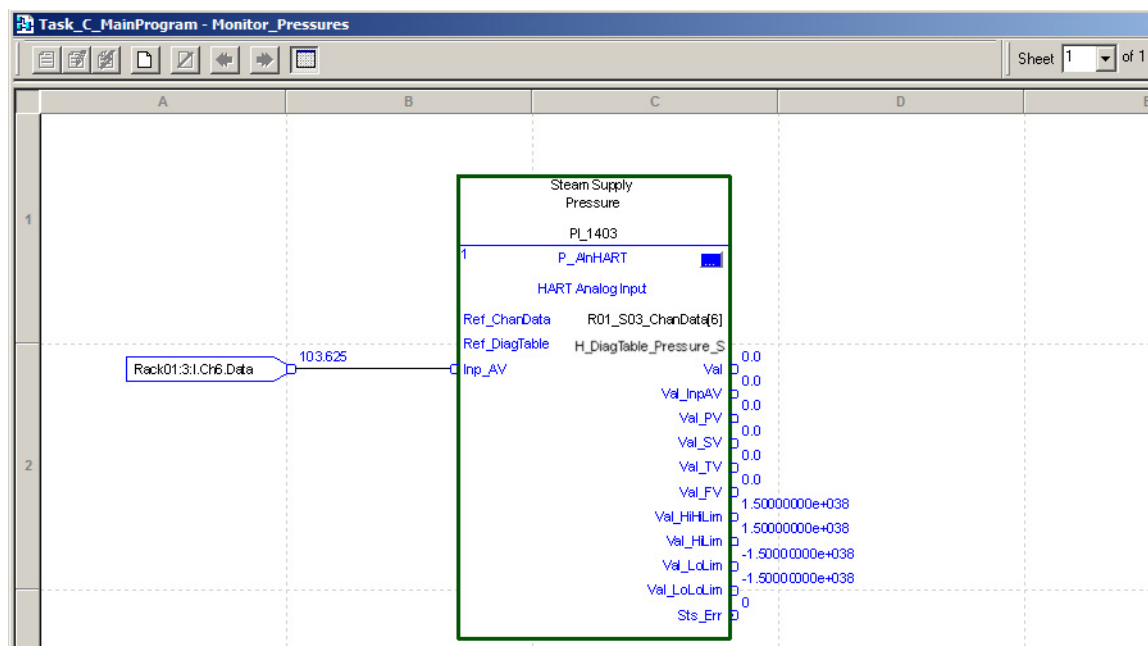 Task_C_MainProgram - Monitor_Pressures
Sheet 1 of 1
A B C D E
1
Steam Supply
Pressure
PI_1403
1 P_AInHART ...
HART Analog Input
Ref_ChanData R01_S03_ChanData[6]
Ref_DiagTable H_DiagTable_Pressure_S
Rack01:3:I.Ch6.Data 103.625 Inp_AV Val 0.0
Val_InpAV 0.0
Val_PV 0.0
2
Val_SV 0.0
Val_TV 0.0
Val_FV 0.0
Val_HiHiLim 1.50000000e+038
Val_HiLim 1.50000000e+038
Val_LoLim -1.50000000e+038
Val_LoLoLim -1.50000000e+038
Sts_Err 0